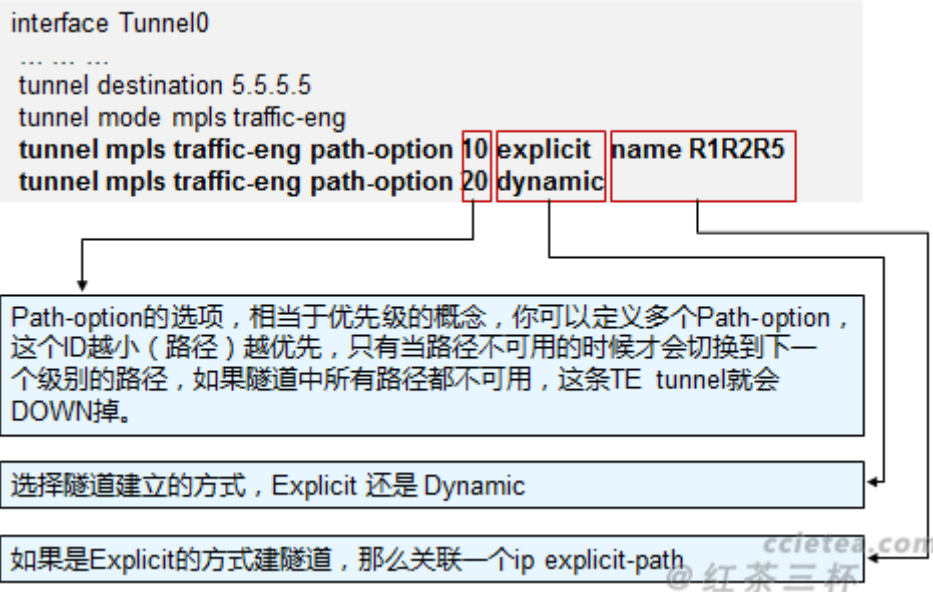 interface Tunnel0
... ... ...
tunnel destination 5.5.5.5
tunnel mode mpls traffic-eng
tunnel mpls traffic-eng path-option 10 explicit name R1R2R5
tunnel mpls traffic-eng path-option 20 dynamic
Path-option的选项，相当于优先级的概念，你可以定义多个Path-option，
这个ID越小（路径）越优先，只有当路径不可用的时候才会切换到下一
个级别的路径，如果隧道中所有路径都不可用，这条TE tunnel就会
DOWN掉。
选择隧道建立的方式，Explicit 还是 Dynamic
如果是Explicit的方式建隧道，那么关联一个ip explicit-path
ccietea.com
@红茶三杯